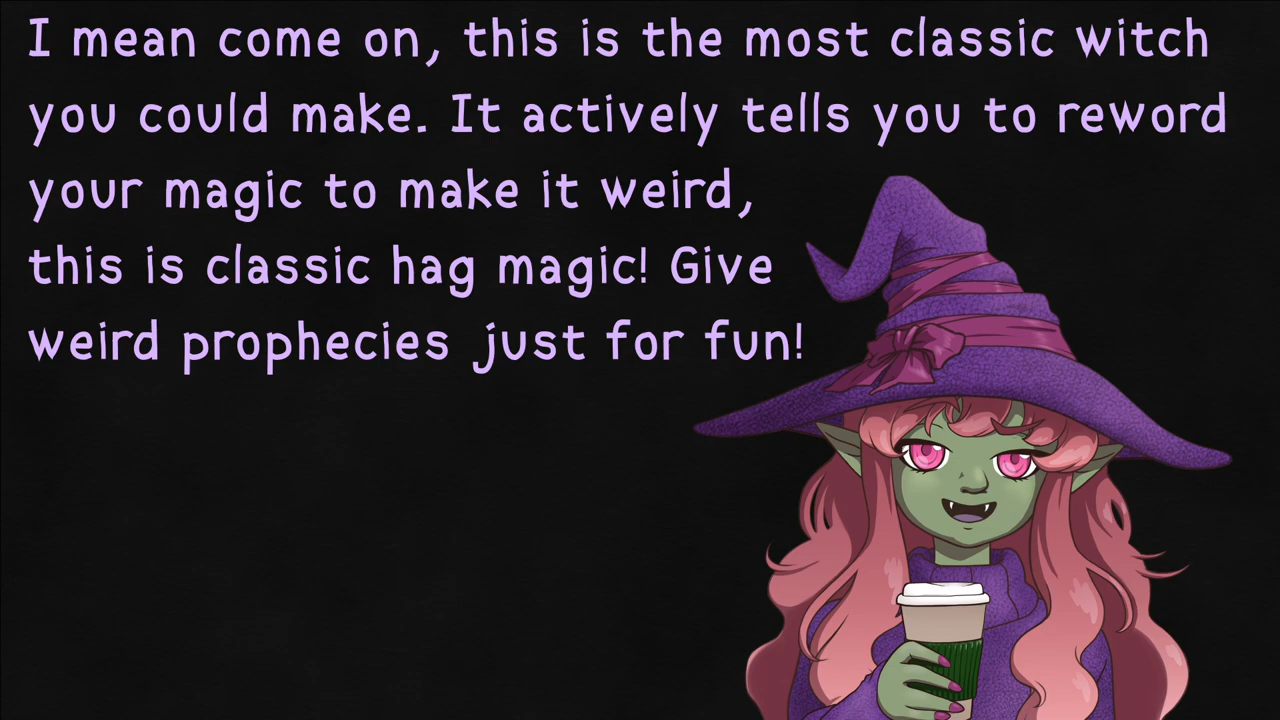 I mean come on, this is the most classic witch
you could make. It actively tells you to reword
your magic to make it weird,
this is classic hag magic! Give
weird prophecies just for fun!